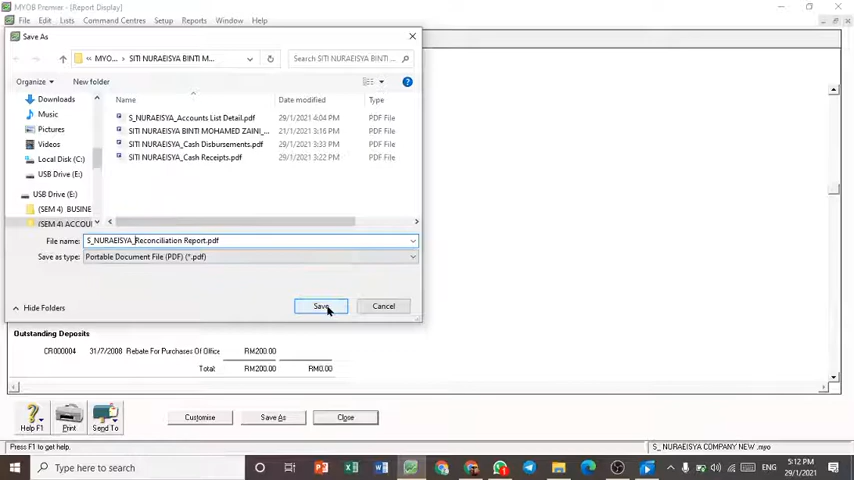 MYOB Premier - [Report Display]
File Edit Lists Command Centres Setup Reports Window Help
Save As
« MYO... › SITI NURAEISYA BINTI M...
Search SITI NURAEISYA BINTI ...
Organize New folder
Name Date modified Type
Downloads
Music
Pictures
Videos
Local Disk (C:)
USB Drive (E:)
USB Drive (E:)
(SEM 4) BUSINE
(SEM 4) ACCOU
S_NURAEISYA_Accounts List Detail.pdf 29/1/2021 4:04 PM PDF File
SITI NURAEISYA BINTI MOHAMED ZAINI_... 21/1/2021 3:16 PM PDF File
SITI NURAEISYA_Cash Disbursements.pdf 29/1/2021 3:33 PM PDF File
SITI NURAEISYA_Cash Receipts.pdf 29/1/2021 3:22 PM PDF File
File name: S_NURAEISYA_Reconciliation Report.pdf
Save as type: Portable Document File (PDF) (*.pdf)
Hide Folders Save Cancel
Outstanding Deposits
CR000004 31/7/2008 Rebate For Purchases Of Office RM200.00
Total: RM200.00 RM0.00
Help F1 Print Send To Customise Save As Close
Press F1 to get help. S_ NURAEISYA COMPANY NEW .myo
Type here to search ENG 5:12 PM
29/1/2021